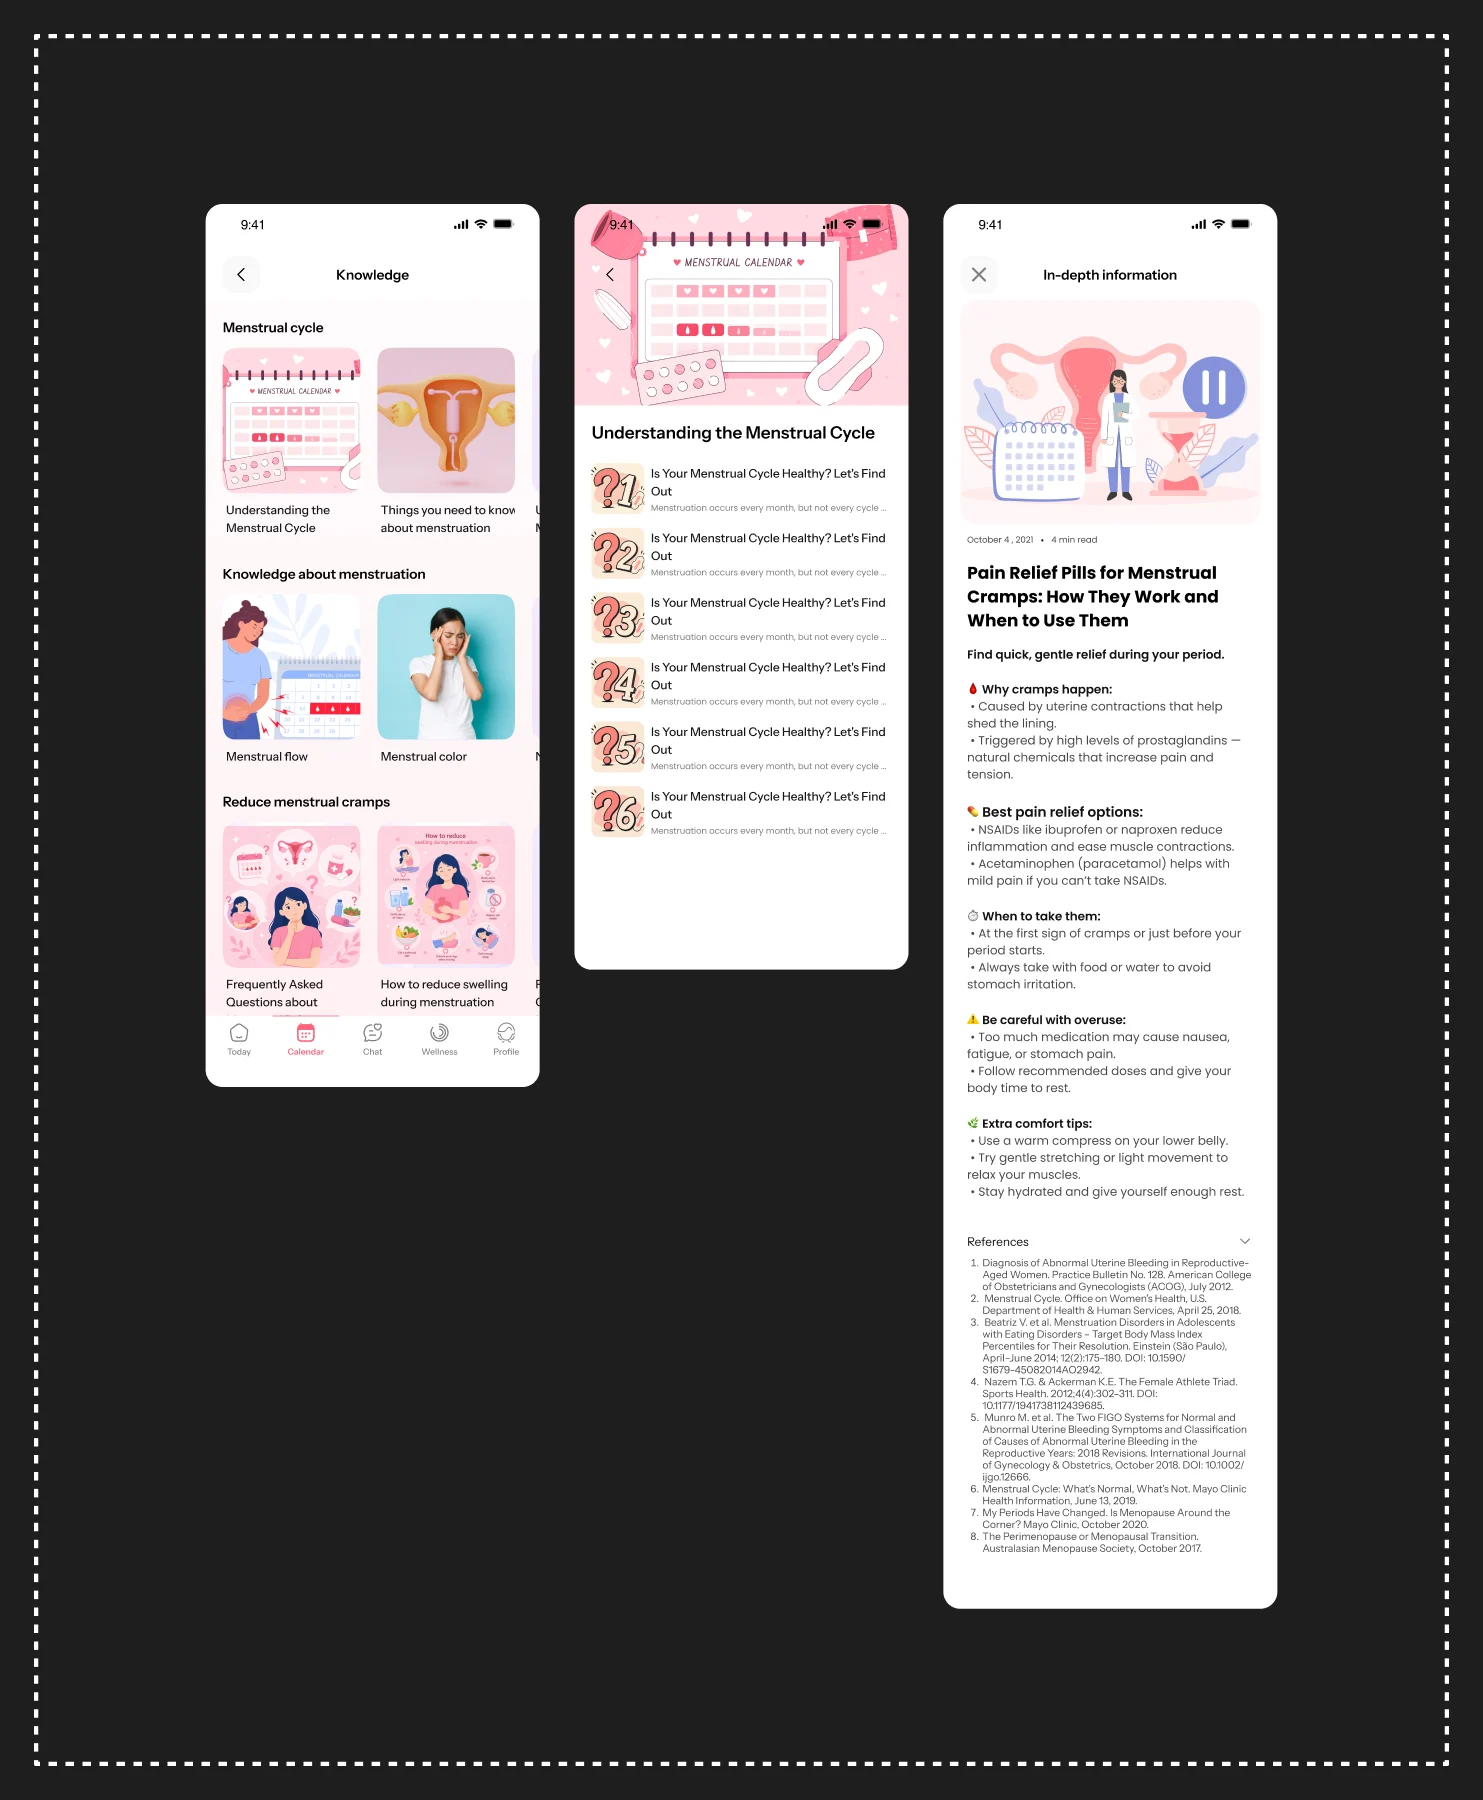 9:41
Knowledge
Menstrual cycle
MENSTRUAL CALENDAR
Understanding the
Menstrual Cycle
Things you need to know
about menstruation
Knowledge about menstruation
MENSTRUAL CALENDAR
Menstrual flow
Menstrual color
Reduce menstrual cramps
How to reduce
swelling during menstruation
Frequently Asked
Questions about
How to reduce swelling
during menstruation
Today
Calendar
Chat
Wellness
Profile
9:41
MENSTRUAL CALENDAR
Understanding the Menstrual Cycle
?1
Is Your Menstrual Cycle Healthy? Let's Find
Out
Menstruation occurs every month, but not every cycle ...
?2
Is Your Menstrual Cycle Healthy? Let's Find
Out
Menstruation occurs every month, but not every cycle ...
?3
Is Your Menstrual Cycle Healthy? Let's Find
Out
Menstruation occurs every month, but not every cycle ...
?4
Is Your Menstrual Cycle Healthy? Let's Find
Out
Menstruation occurs every month, but not every cycle ...
?5
Is Your Menstrual Cycle Healthy? Let's Find
Out
Menstruation occurs every month, but not every cycle ...
?6
Is Your Menstrual Cycle Healthy? Let's Find
Out
Menstruation occurs every month, but not every cycle ...
9:41
In-depth information
October 4 , 2021 • 4 min read
Pain Relief Pills for Menstrual
Cramps: How They Work and
When to Use Them
Find quick, gentle relief during your period.
🩸 Why cramps happen:
• Caused by uterine contractions that help
shed the lining.
• Triggered by high levels of prostaglandins —
natural chemicals that increase pain and
tension.
💊 Best pain relief options:
• NSAIDs like ibuprofen or naproxen reduce
inflammation and ease muscle contractions.
• Acetaminophen (paracetamol) helps with
mild pain if you can't take NSAIDs.
⏱ When to take them:
• At the first sign of cramps or just before your
period starts.
• Always take with food or water to avoid
stomach irritation.
⚠️ Be careful with overuse:
• Too much medication may cause nausea,
fatigue, or stomach pain.
• Follow recommended doses and give your
body time to rest.
🌿 Extra comfort tips:
• Use a warm compress on your lower belly.
• Try gentle stretching or light movement to
relax your muscles.
• Stay hydrated and give yourself enough rest.
References
1. Diagnosis of Abnormal Uterine Bleeding in Reproductive-
Aged Women. Practice Bulletin No. 128. American College
of Obstetricians and Gynecologists (ACOG), July 2012.
2. Menstrual Cycle. Office on Women's Health, U.S.
Department of Health & Human Services, April 25, 2018.
3. Beatriz V. et al. Menstruation Disorders in Adolescents
with Eating Disorders – Target Body Mass Index
Percentiles for Their Resolution. Einstein (São Paulo),
April–June 2014; 12(2):175–180. DOI: 10.1590/
S1679-45082014AO2942.
4. Nazem T.G. & Ackerman K.E. The Female Athlete Triad.
Sports Health. 2012;4(4):302–311. DOI:
10.1177/1941738112439685.
5. Munro M. et al. The Two FIGO Systems for Normal and
Abnormal Uterine Bleeding Symptoms and Classification
of Causes of Abnormal Uterine Bleeding in the
Reproductive Years: 2018 Revisions. International Journal
of Gynecology & Obstetrics, October 2018. DOI: 10.1002/
ijgo.12666.
6. Menstrual Cycle: What's Normal, What's Not. Mayo Clinic
Health Information, June 13, 2019.
7. My Periods Have Changed. Is Menopause Around the
Corner? Mayo Clinic, October 2020.
8. The Perimenopause or Menopausal Transition.
Australasian Menopause Society, October 2017.